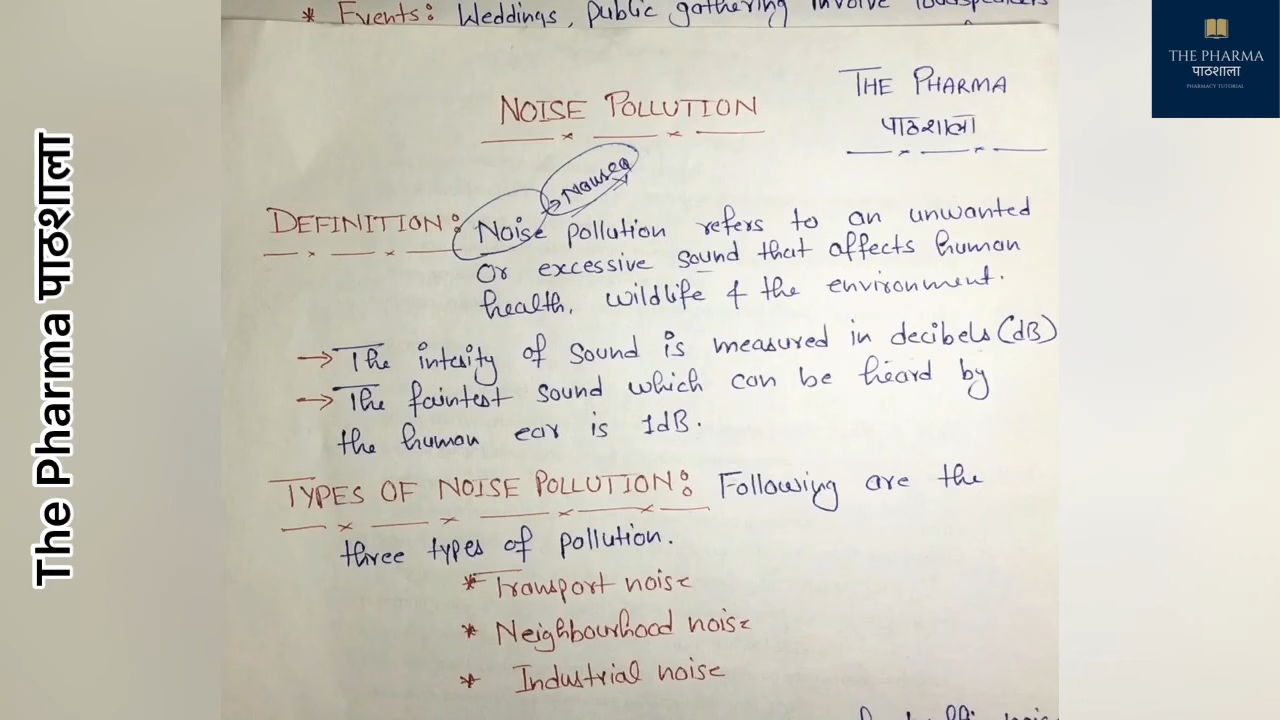 * Events: Weddings, public gathering involve loudspeakers
THE PHARMA
पाठशाला
PHARMACY TUTORIAL
The Pharma पाठशाला
THE PHARMA
पाठशाला
NOISE POLLUTION
Nausea
DEFINITION: Noise pollution refers to an unwanted
or excessive sound that affects human
health, wildlife & the environment.
→ The intesity of sound is measured in decibels (dB)
→ The faintest sound which can be heard by
the human ear is 1dB.
TYPES OF NOISE POLLUTION: Following are the
three types of pollution.
* Transport noise
* Neighbourhood noise
* Industrial noise